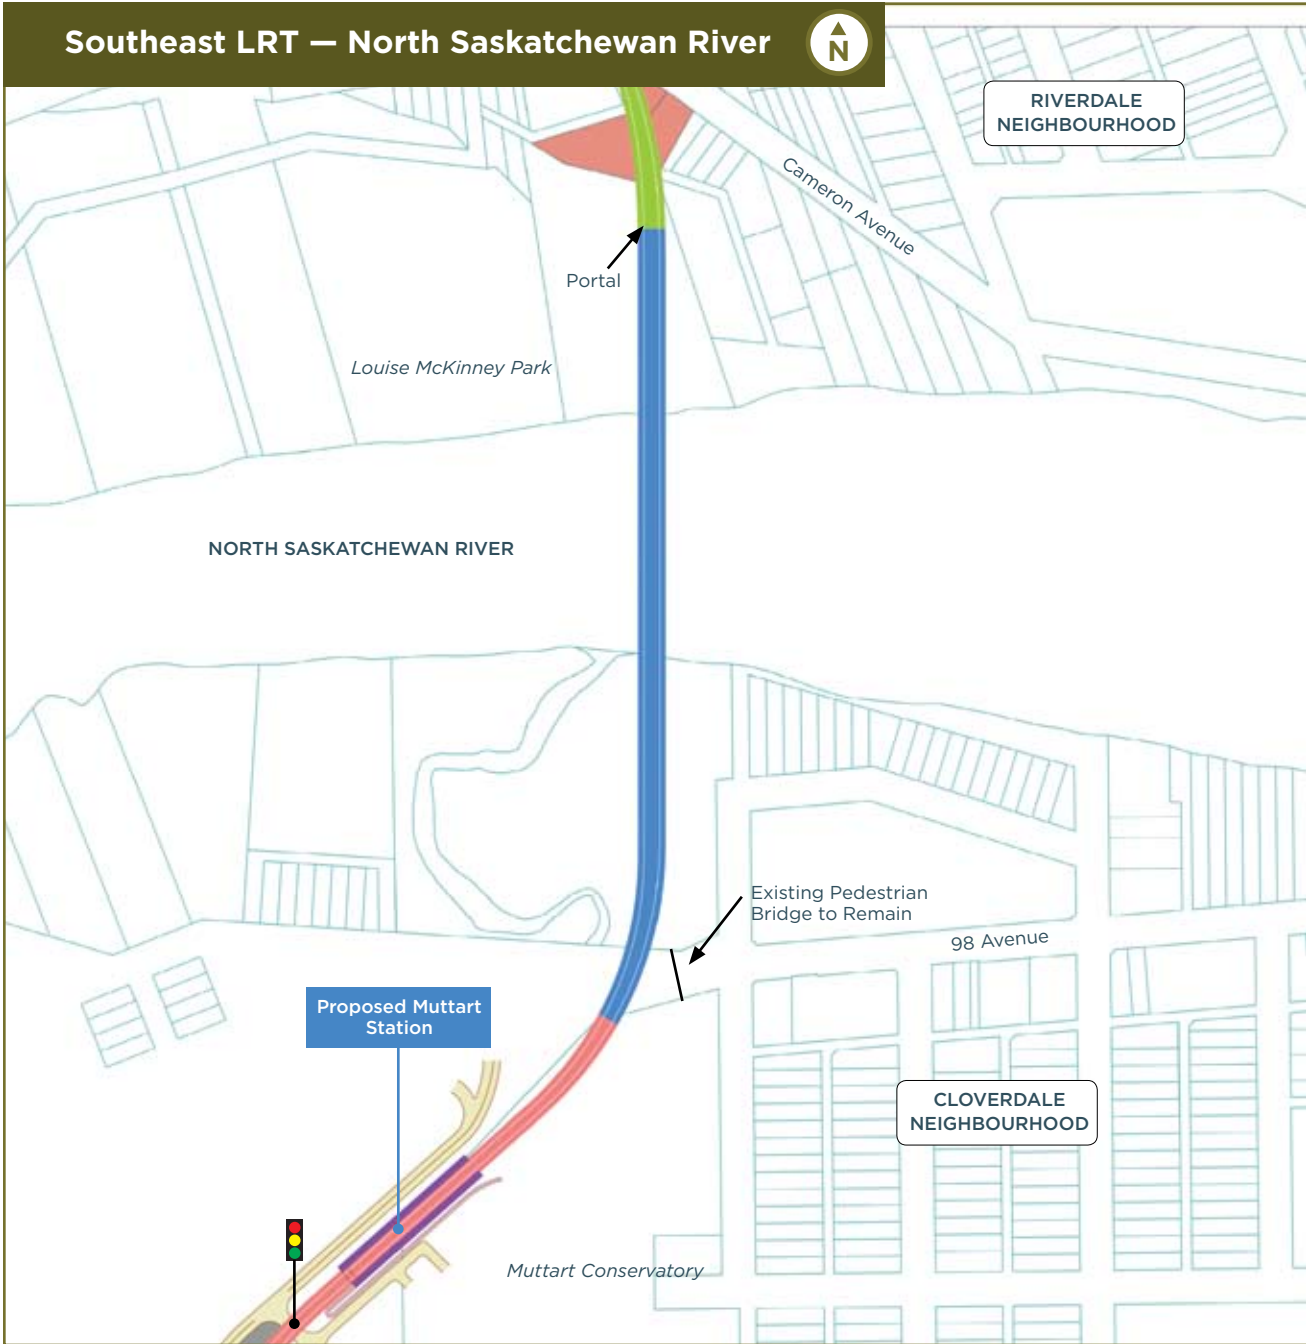 Southeast LRT — North Saskatchewan River
N
RIVERDALE
NEIGHBOURHOOD
Cameron Avenue
Portal
Louise McKinney Park
NORTH SASKATCHEWAN RIVER
Existing Pedestrian
Bridge to Remain
98 Avenue
Proposed Muttart
Station
CLOVERDALE
NEIGHBOURHOOD
Muttart Conservatory